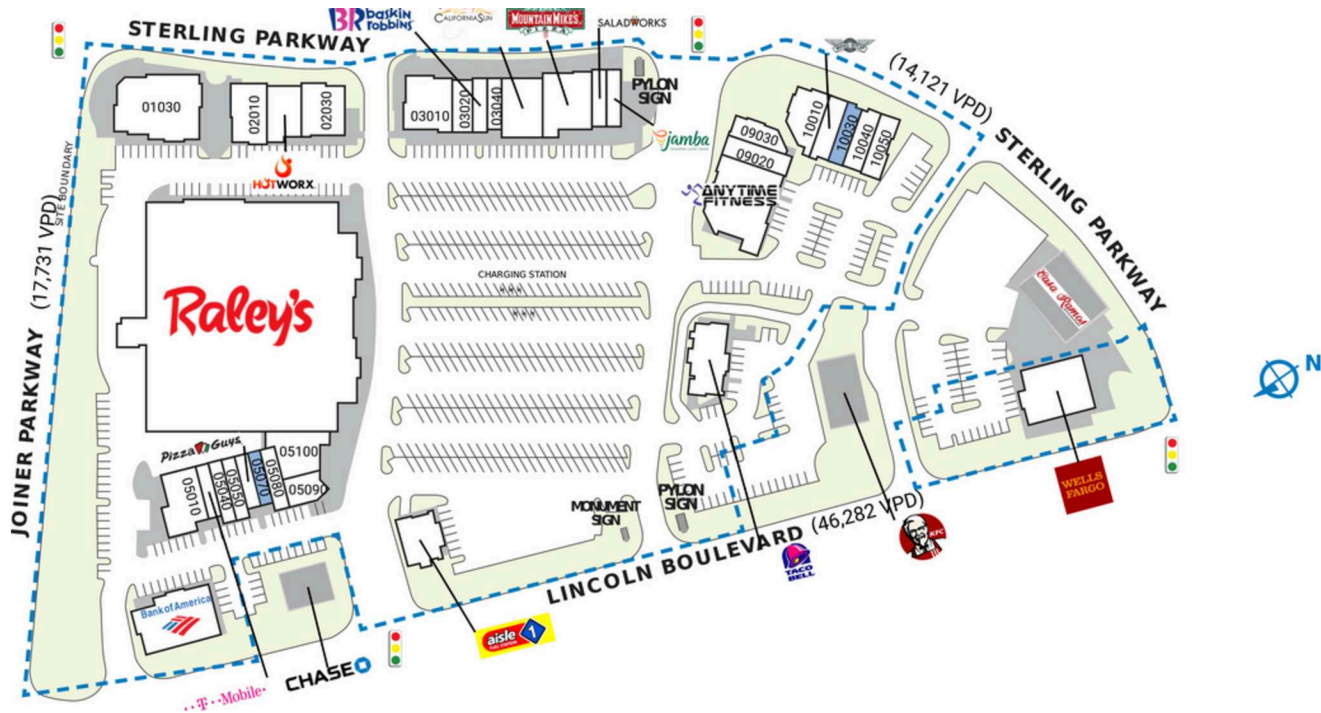 BR baskin robbins
CALIFORNIA SUN
MOUNTAIN MIKE'S
SALADWORKS
STERLING PARKWAY
(14,121 VPD)
STERLING PARKWAY
PYLON SIGN
01030
02010
02030
03010
03020
03040
jamba
10010
10030
10040
10050
09030
09020
HOTWORX
ANYTIME FITNESS
SITE BOUNDARY
(17,731 VPD)
JOINER PARKWAY
CHARGING STATION
Raley's
Casa Ramos
N
Pizza Guys
05010
05040
05050
05070
05080
05100
05090
MONUMENT SIGN
PYLON SIGN
WELLS FARGO
LINCOLN BOULEVARD (46,282 VPD)
KFC
TACO BELL
Bank of America
aisle 1
CHASE
T Mobile